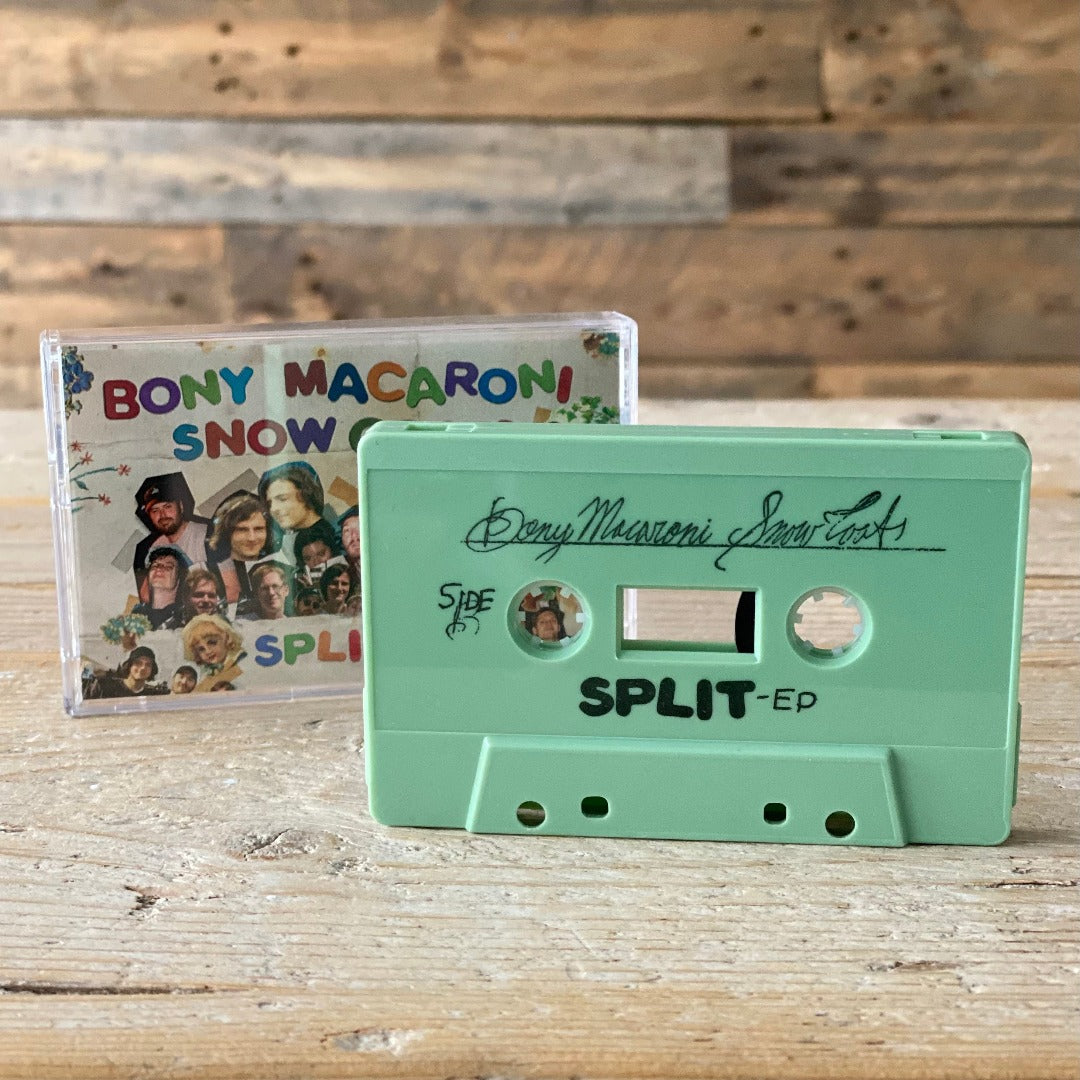 BONY MACARONI
SNOW
SPLI
Bony Macaroni Snow Coats
SIDE
SPLIT-EP